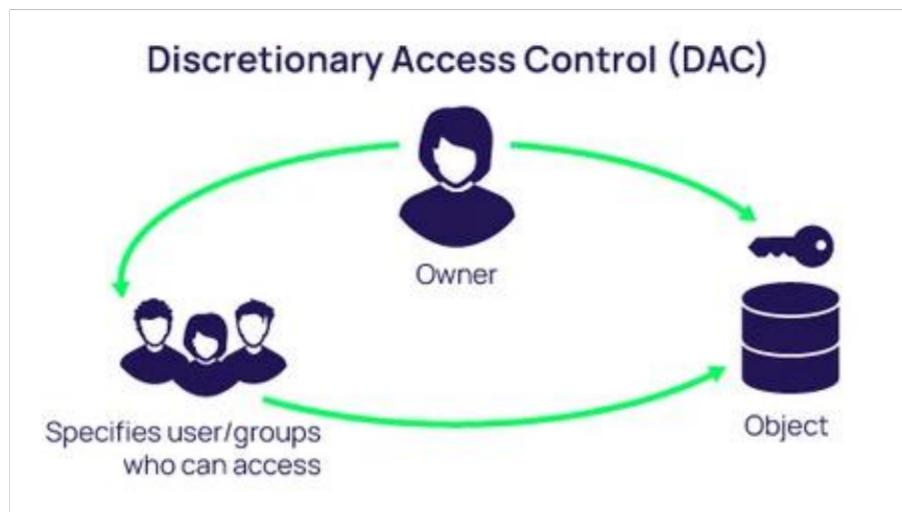 Discretionary Access Control (DAC)
Owner
Specifies user/groups
who can access
Object